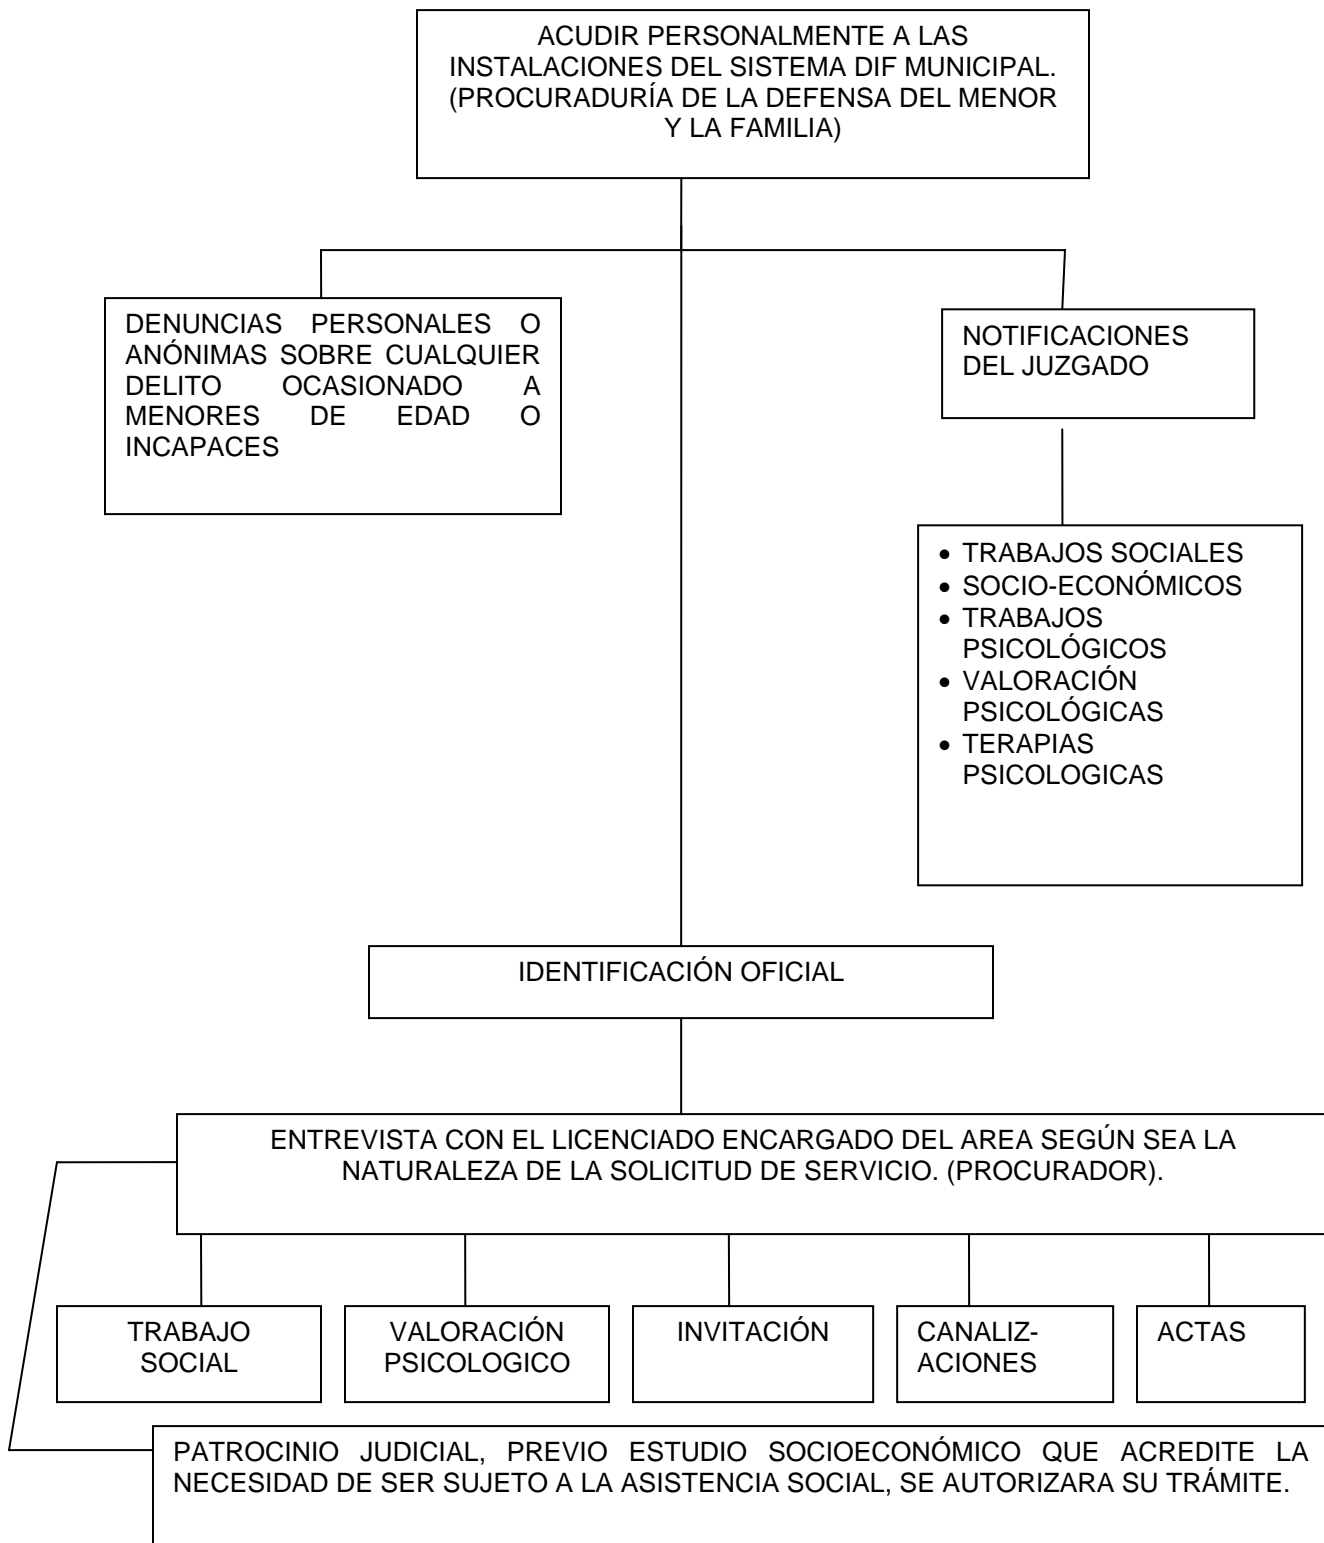 ACUDIR PERSONALMENTE A LAS
INSTALACIONES DEL SISTEMA DIF MUNICIPAL.
(PROCURADURÍA DE LA DEFENSA DEL MENOR
Y LA FAMILIA)
DENUNCIAS PERSONALES O
ANÓNIMAS SOBRE CUALQUIER
DELITO OCASIONADO A
MENORES DE EDAD O
INCAPACES
NOTIFICACIONES
DEL JUZGADO
• TRABAJOS SOCIALES
• SOCIO-ECONÓMICOS
• TRABAJOS
PSICOLÓGICOS
• VALORACIÓN
PSICOLÓGICAS
• TERAPIAS
PSICOLOGICAS
IDENTIFICACIÓN OFICIAL
ENTREVISTA CON EL LICENCIADO ENCARGADO DEL AREA SEGÚN SEA LA
NATURALEZA DE LA SOLICITUD DE SERVICIO. (PROCURADOR).
TRABAJO
SOCIAL
VALORACIÓN
PSICOLOGICO
INVITACIÓN
CANALIZ-
ACIONES
ACTAS
PATROCINIO JUDICIAL, PREVIO ESTUDIO SOCIOECONÓMICO QUE ACREDITE LA
NECESIDAD DE SER SUJETO A LA ASISTENCIA SOCIAL, SE AUTORIZARA SU TRÁMITE.